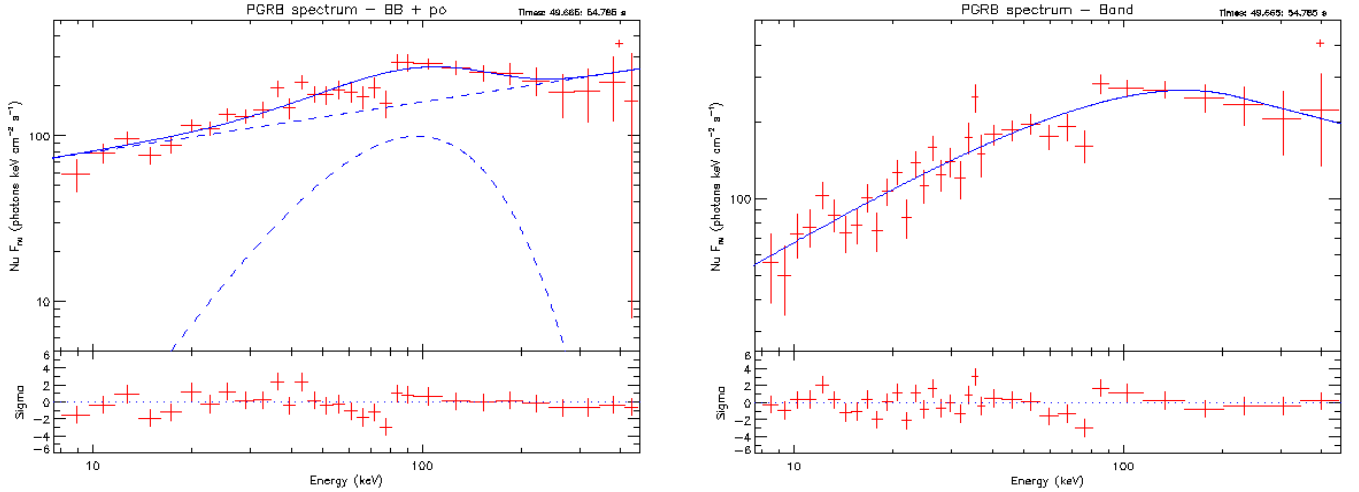 PGRB spectrum – BB + po
Times: 49.665: 54.785 s
Nu Fnu (photons keV cm-2 s-1)
100
10
Sigma
6
4
2
0
−2
−4
−6
10
100
Energy (keV)
PGRB spectrum – Band
Times: 49.665: 54.785 s
Nu Fnu (photons keV cm-2 s-1)
100
Sigma
6
4
2
0
−2
−4
−6
10
100
Energy (keV)